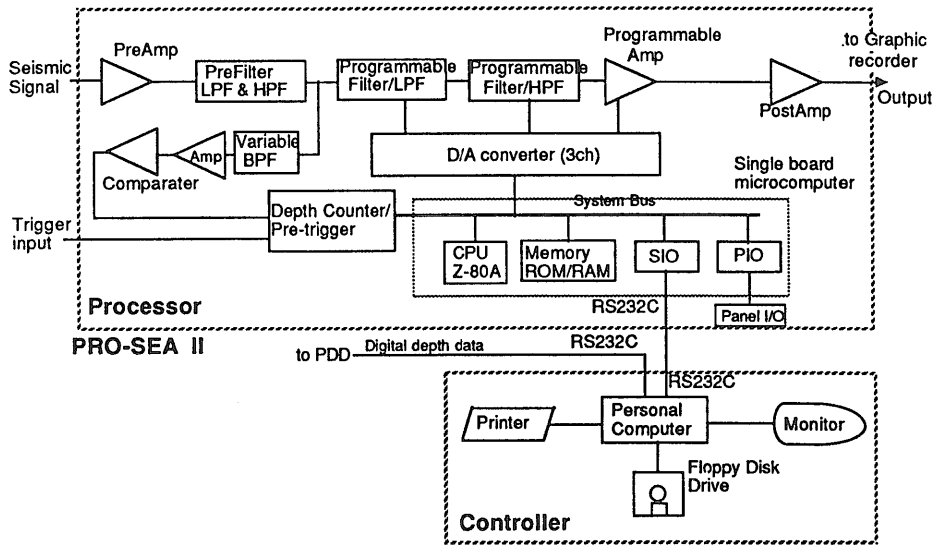 Seismic
Signal
PreAmp
PreFilter
LPF & HPF
Programmable
Filter/LPF
Programmable
Filter/HPF
Programmable
Amp
PostAmp
.to Graphic
recorder
Output
Comparater
Amp
Variable
BPF
D/A converter (3ch)
Single board
microcomputer
Trigger
input
Depth Counter/
Pre-trigger
System Bus
CPU
Z-80A
Memory
ROM/RAM
SIO
PIO
Processor
RS232C
Panel I/O
PRO-SEA II
to PDD
Digital depth data
RS232C
RS232C
Printer
Personal
Computer
Monitor
Floppy Disk
Drive
Controller